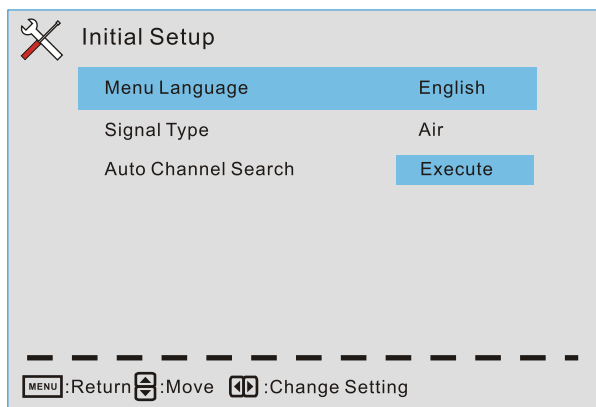 Initial Setup
Menu Language English
Signal Type Air
Auto Channel Search Execute
MENU :Return :Move :Change Setting